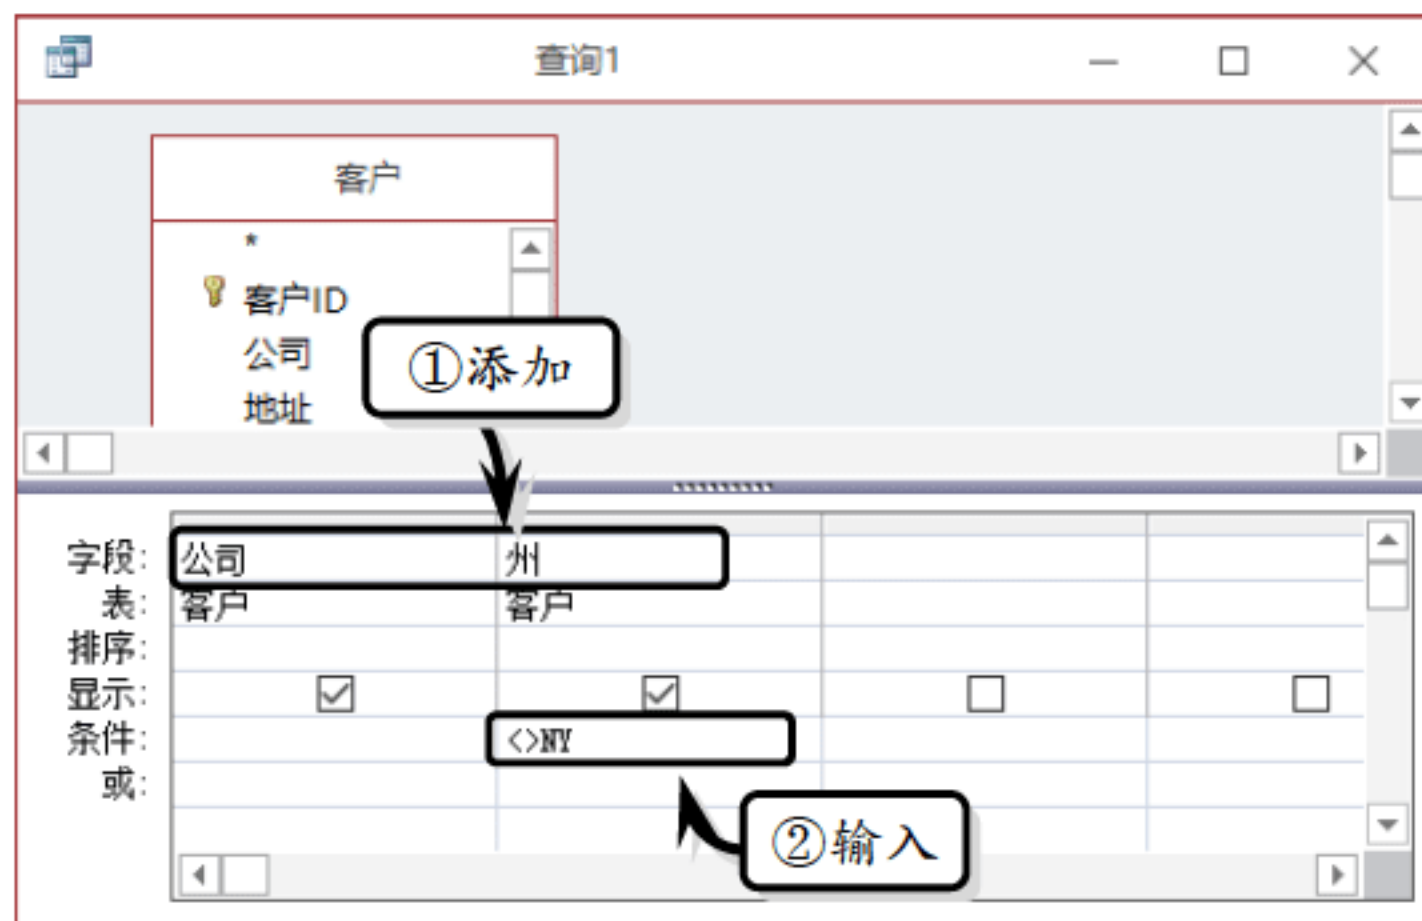 查询1
客户
*
客户ID
公司
地址
①添加
字段: 公司 州
表: 客户 客户
排序:
显示:
条件: <>NY
或:
②输入